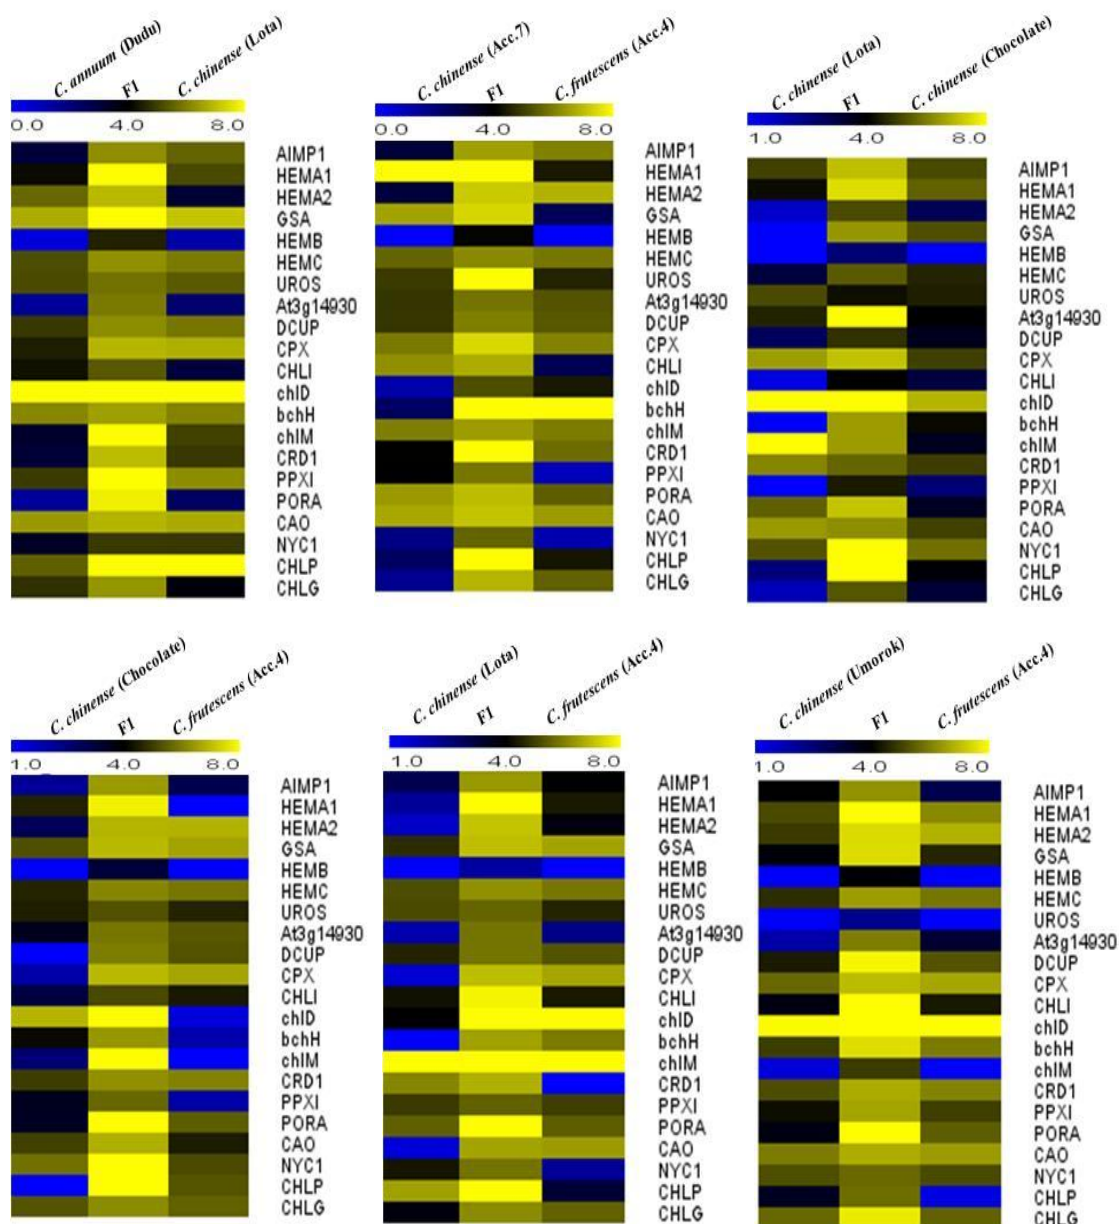 C. annuum (Dudu) F1 C. chinense (Lota)
0.0 4.0 8.0
AIMP1
HEMA1
HEMA2
GSA
HEMB
HEMC
UROS
At3g14930
DCUP
CPX
CHLI
chlD
bchH
chlM
CRD1
PPXI
PORA
CAO
NYC1
CHLP
CHLG
C. chinense (Acc.7) F1 C. frutescens (Acc.4)
0.0 4.0 8.0
AIMP1
HEMA1
HEMA2
GSA
HEMB
HEMC
UROS
At3g14930
DCUP
CPX
CHLI
chlD
bchH
chlM
CRD1
PPXI
PORA
CAO
NYC1
CHLP
CHLG
C. chinense (Lota) F1 C. chinense (Chocolate)
1.0 4.0 8.0
AIMP1
HEMA1
HEMA2
GSA
HEMB
HEMC
UROS
At3g14930
DCUP
CPX
CHLI
chlD
bchH
chlM
CRD1
PPXI
PORA
CAO
NYC1
CHLP
CHLG
C. chinense (Chocolate) F1 C. frutescens (Acc.4)
1.0 4.0 8.0
AIMP1
HEMA1
HEMA2
GSA
HEMB
HEMC
UROS
At3g14930
DCUP
CPX
CHLI
chlD
bchH
chlM
CRD1
PPXI
PORA
CAO
NYC1
CHLP
CHLG
C. chinense (Lota) F1 C. frutescens (Acc.4)
1.0 4.0 8.0
AIMP1
HEMA1
HEMA2
GSA
HEMB
HEMC
UROS
At3g14930
DCUP
CPX
CHLI
chlD
bchH
chlM
CRD1
PPXI
PORA
CAO
NYC1
CHLP
CHLG
C. chinense (Umorok) F1 C. frutescens (Acc.4)
1.0 4.0 8.0
AIMP1
HEMA1
HEMA2
GSA
HEMB
HEMC
UROS
At3g14930
DCUP
CPX
CHLI
chlD
bchH
chlM
CRD1
PPXI
PORA
CAO
NYC1
CHLP
CHLG